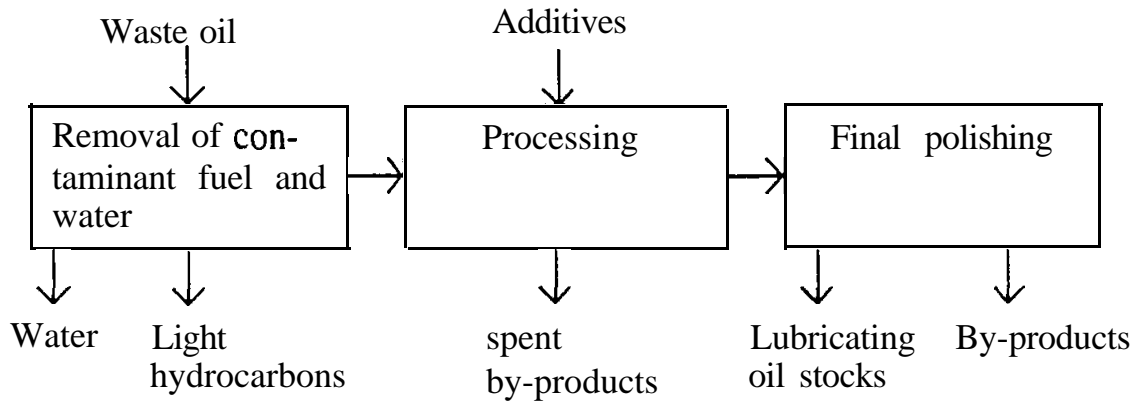 Waste oil
Additives
Removal of con-
taminant fuel and
water
Processing
Final polishing
Water
Light
hydrocarbons
spent
by-products
Lubricating
oil stocks
By-products